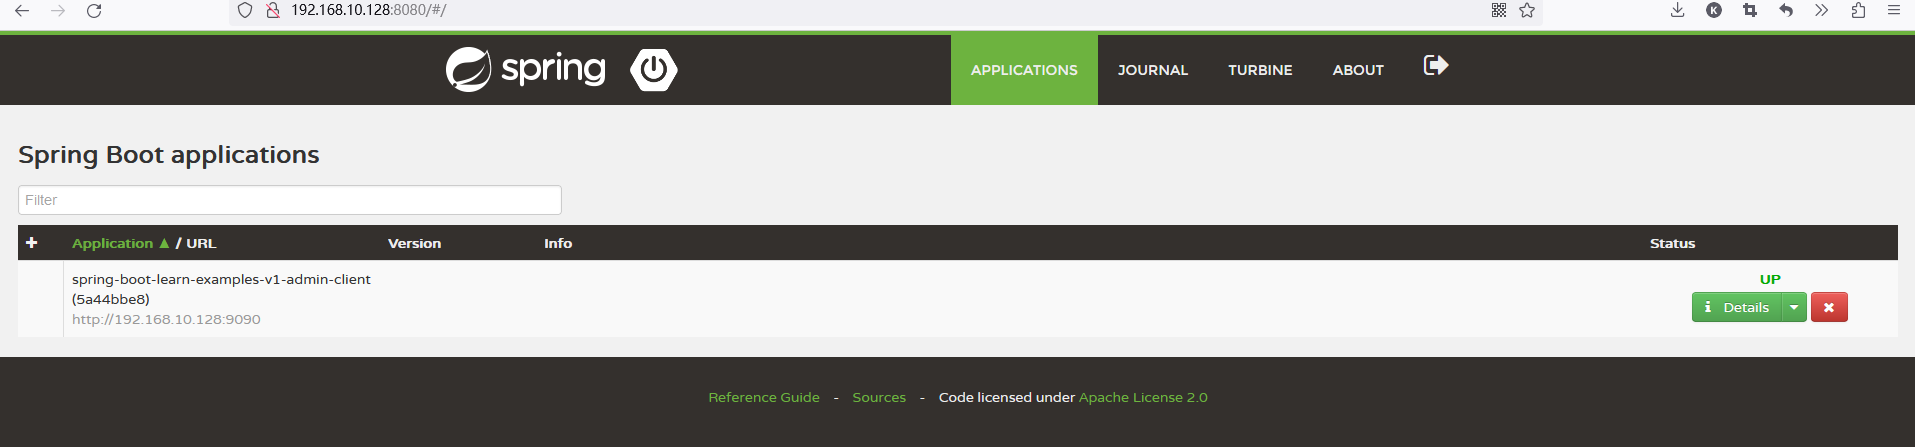 192.168.10.128:8080/#/
K
spring
APPLICATIONS JOURNAL TURBINE ABOUT
Spring Boot applications
Filter
Application ▲ / URL Version Info Status
spring-boot-learn-examples-v1-admin-client
(5a44bbe8)
http://192.168.10.128:9090
UP
i Details
Reference Guide - Sources - Code licensed under Apache License 2.0